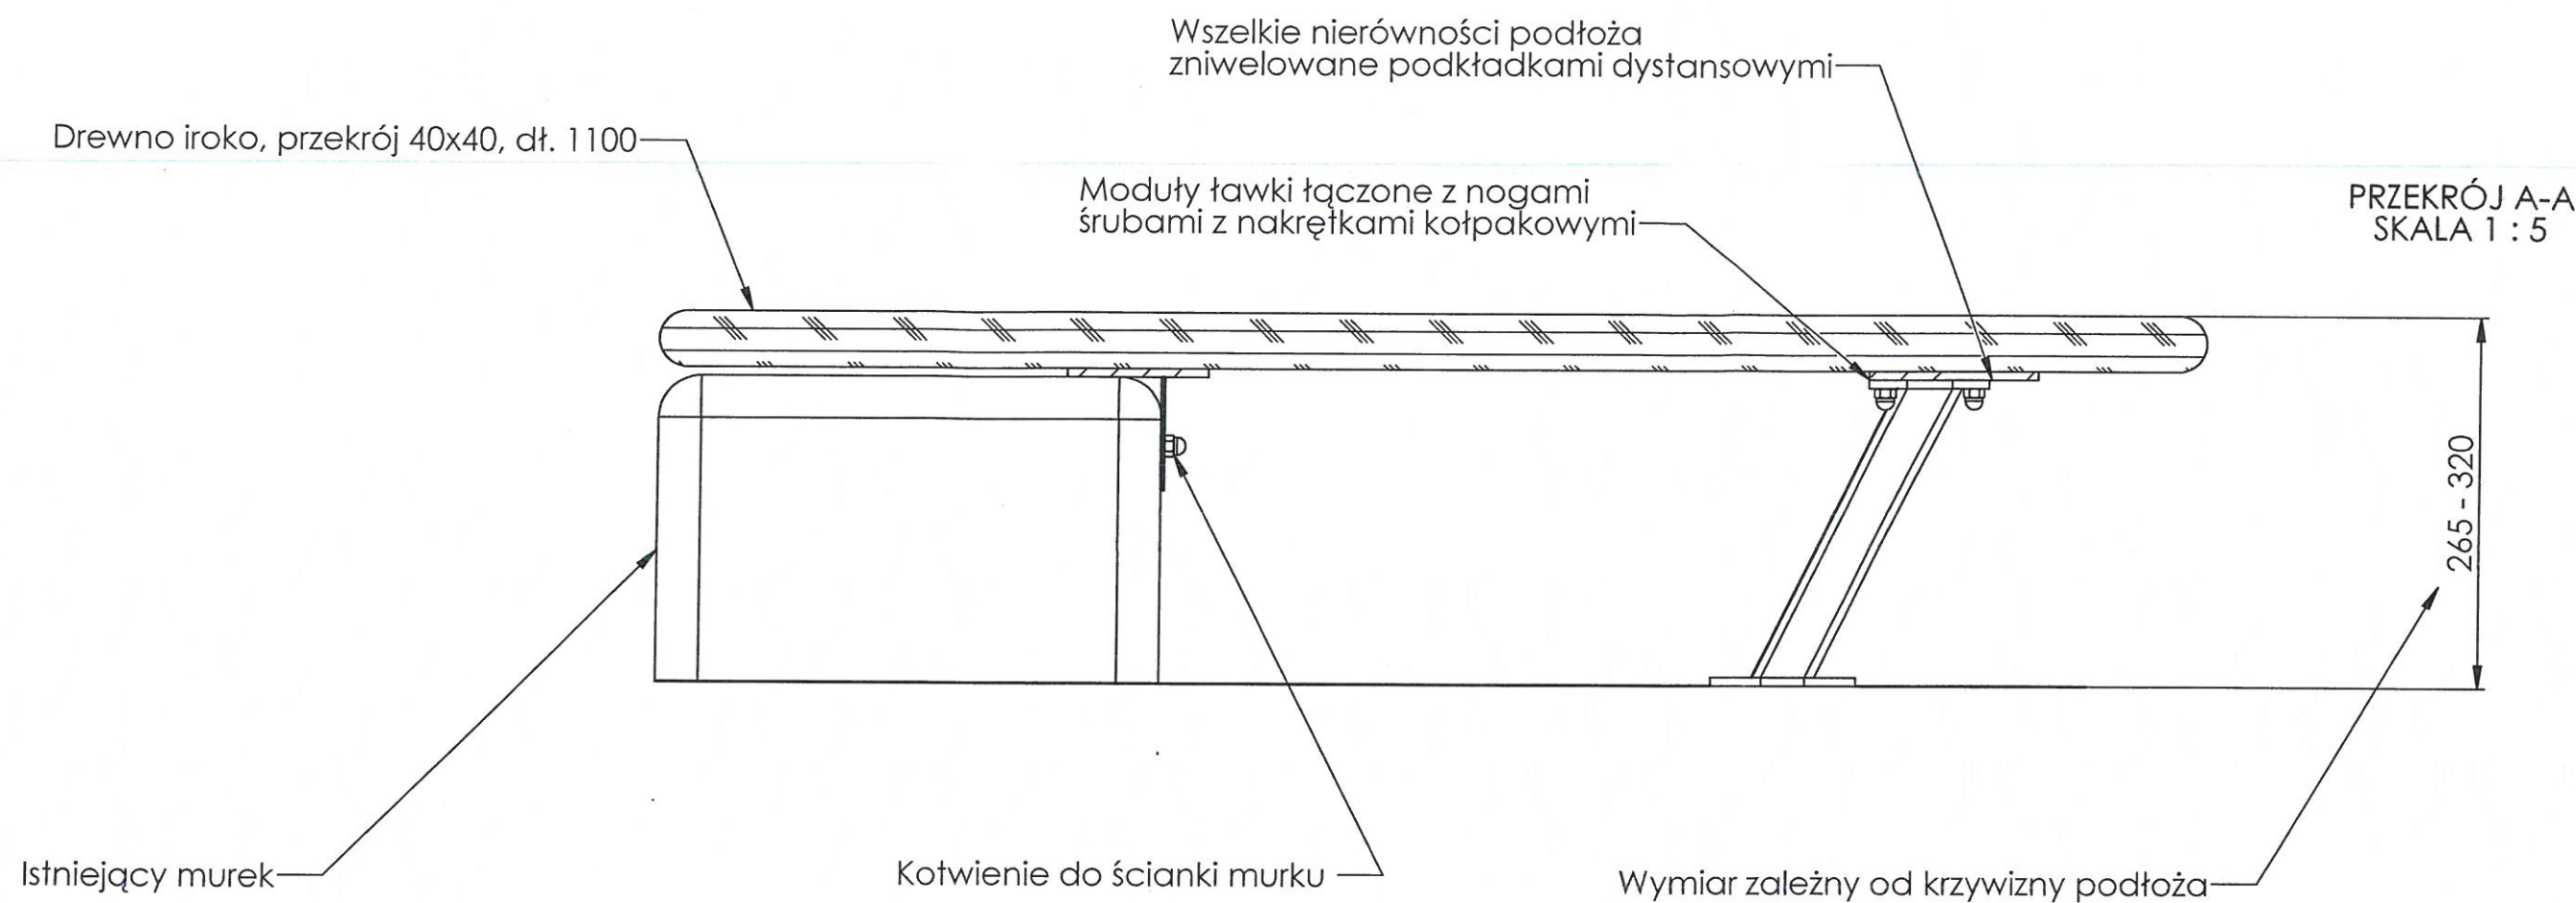 Wszelkie nierówności podłoża
zniwelowane podkładkami dystansowymi
Drewno iroko, przekrój 40x40, dł. 1100
Moduły ławki łączone z nogami
śrubami z nakrętkami kołpakowymi
PRZEKRÓJ A-A
SKALA 1 : 5
265 - 320
Istniejący murek
Kotwienie do ścianki murku
Wymiar zależny od krzywizny podłoża